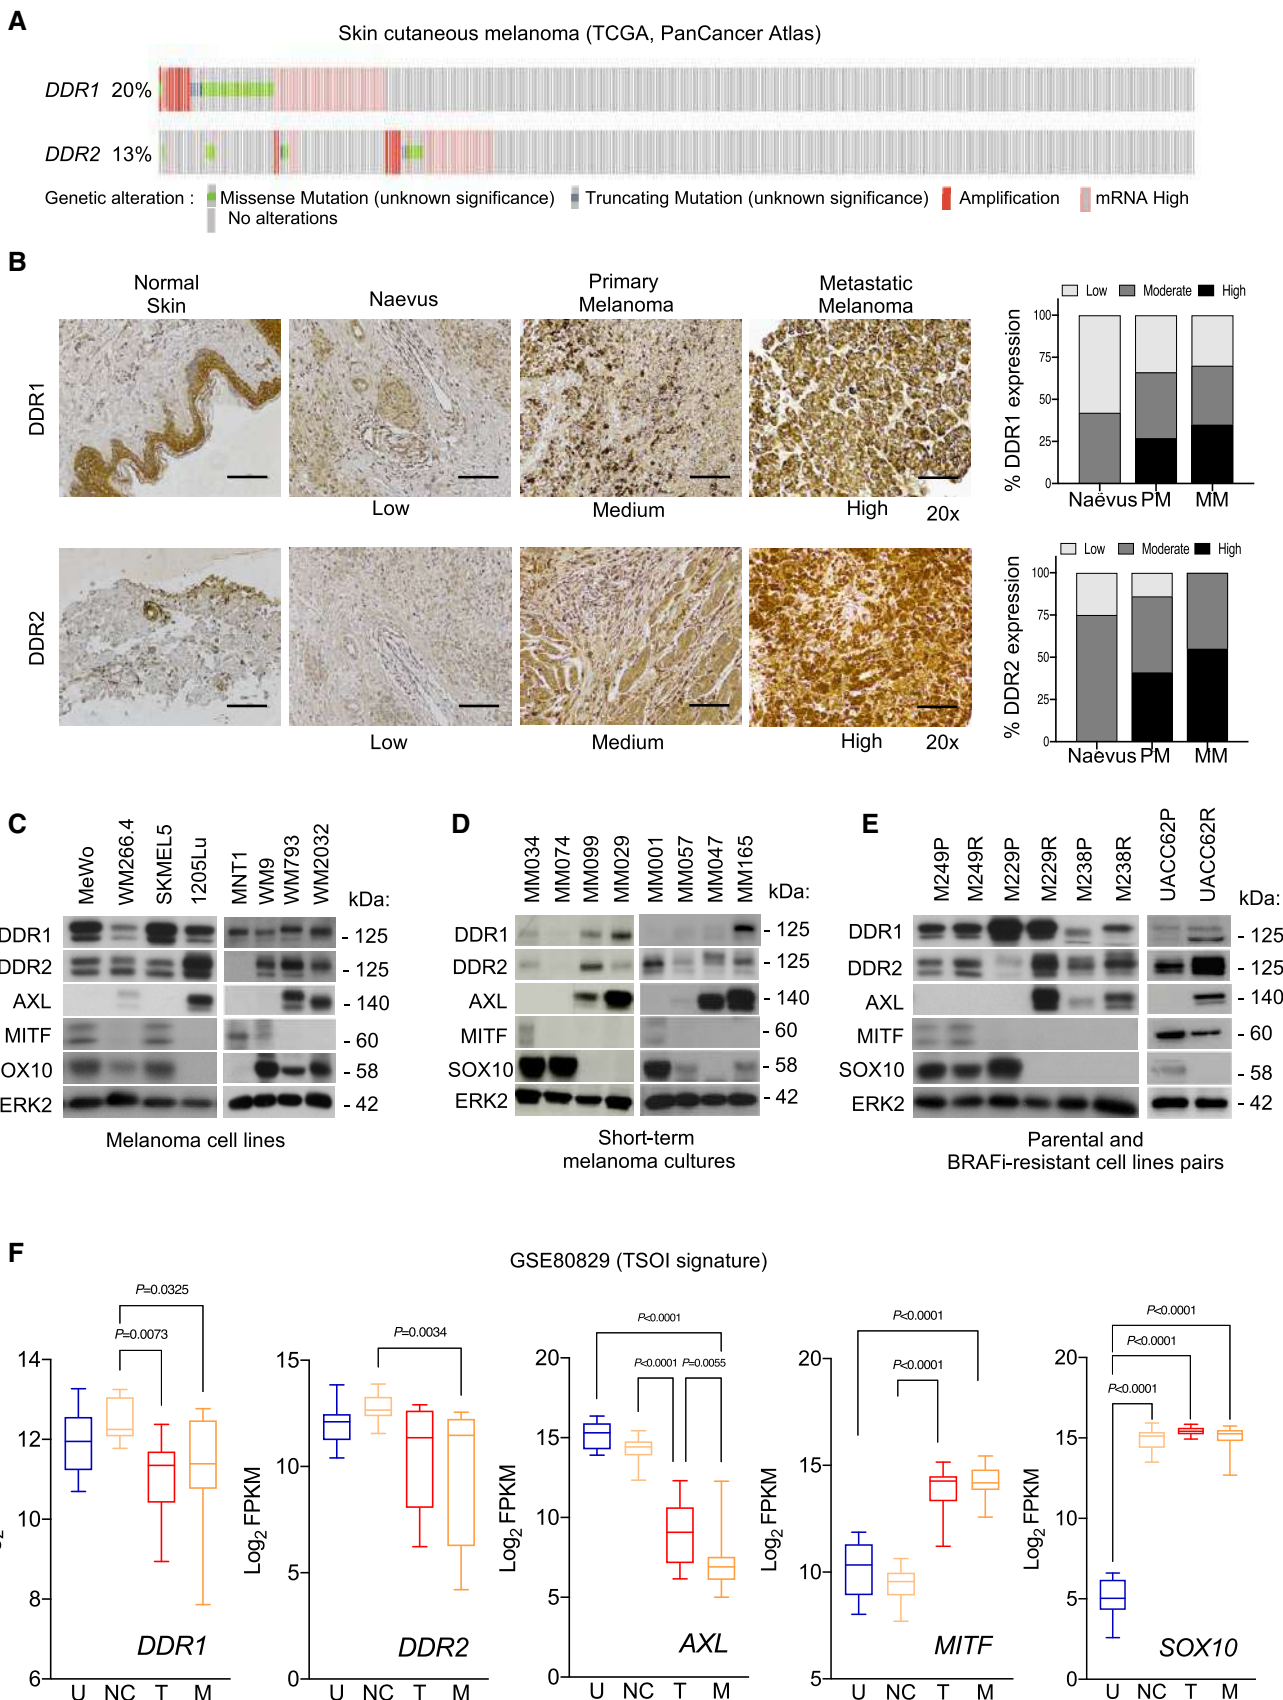 A
Skin cutaneous melanoma (TCGA, PanCancer Atlas)
DDR1 20%
DDR2 13%
Genetic alteration : Missense Mutation (unknown significance) Truncating Mutation (unknown significance) Amplification mRNA High
No alterations
B
Normal Skin
Naevus
Primary Melanoma
Metastatic Melanoma
DDR1
Low
Medium
High
20x
Low Moderate High
% DDR1 expression
100
75
50
25
0
Naevus PM MM
DDR2
Low
Medium
High
20x
Low Moderate High
% DDR2 expression
100
75
50
25
0
Naevus PM MM
C
MeWo WM266.4 SKMEL5 1205Lu MNT1 WM9 WM793 WM2032
kDa:
DDR1 - 125
DDR2 - 125
AXL - 140
MITF - 60
OX10 - 58
ERK2 - 42
Melanoma cell lines
D
MM034 MM074 MM099 MM029 MM001 MM057 MM047 MM165
kDa:
DDR1 - 125
DDR2 - 125
AXL - 140
MITF - 60
SOX10 - 58
ERK2 - 42
Short-term
melanoma cultures
E
M249P M249R M229P M229R M238P M238R UACC62P UACC62R
kDa:
DDR1 - 125
DDR2 - 125
AXL - 140
MITF - 60
SOX10 - 58
ERK2 - 42
Parental and
BRAFi-resistant cell lines pairs
F
GSE80829 (TSOI signature)
P=0.0325
P=0.0073
14
12
10
8
6
DDR1
U NC T M
P=0.0034
Log2 FPKM
15
10
5
0
DDR2
U NC T M
P<0.0001
P<0.0001 P=0.0055
Log2 FPKM
20
15
10
5
0
AXL
U NC T M
P<0.0001
P<0.0001
Log2 FPKM
20
15
10
5
MITF
U NC T M
P<0.0001
P<0.0001
P<0.0001
Log2 FPKM
20
15
10
5
0
SOX10
U NC T M